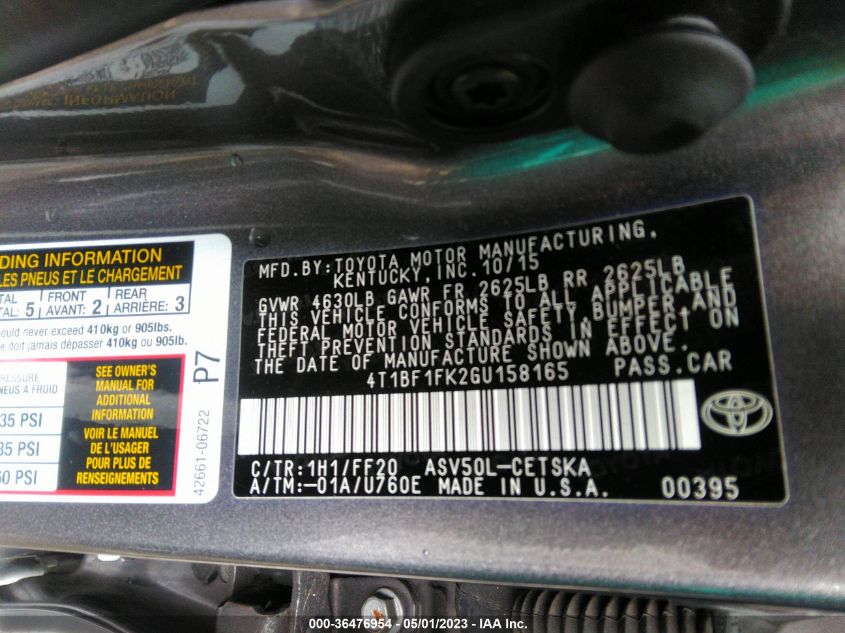 DING INFORMATION
LES PNEUS ET LE CHARGEMENT
TAL 5 FRONT 2 REAR 3
TAL: AVANT: ARRIÈRE:
ould never exceed 410kg or 905lbs.
e doit jamais dépasser 410kg ou 905lb.
PRESSURE
NEUS A FROID
35 PSI
35 PSI
60 PSI
SEE OWNER'S
MANUAL FOR
ADDITIONAL
INFORMATION
VOIR LE MANUEL
DE L'USAGER
POUR PLUS DE
RENSEIGNEMENTS
42661-06722 P7
MFD.BY:TOYOTA MOTOR MANUFACTURING,
KENTUCKY, INC. 10/15
GVWR 4630LB GAWR FR 2625LB RR 2625LB
THIS VEHICLE CONFORMS TO ALL APPLICABLE
FEDERAL MOTOR VEHICLE SAFETY, BUMPER, AND
THEFT PREVENTION STANDARDS IN EFFECT ON
THE DATE OF MANUFACTURE SHOWN ABOVE.
4T1BF1FK2GU158165 PASS.CAR
C/TR:1H1/FF20 ASV50L-CETSKA
A/TM:-01A/U760E MADE IN U.S.A. 00395
000-36476954 - 05/01/2023 - IAA Inc.